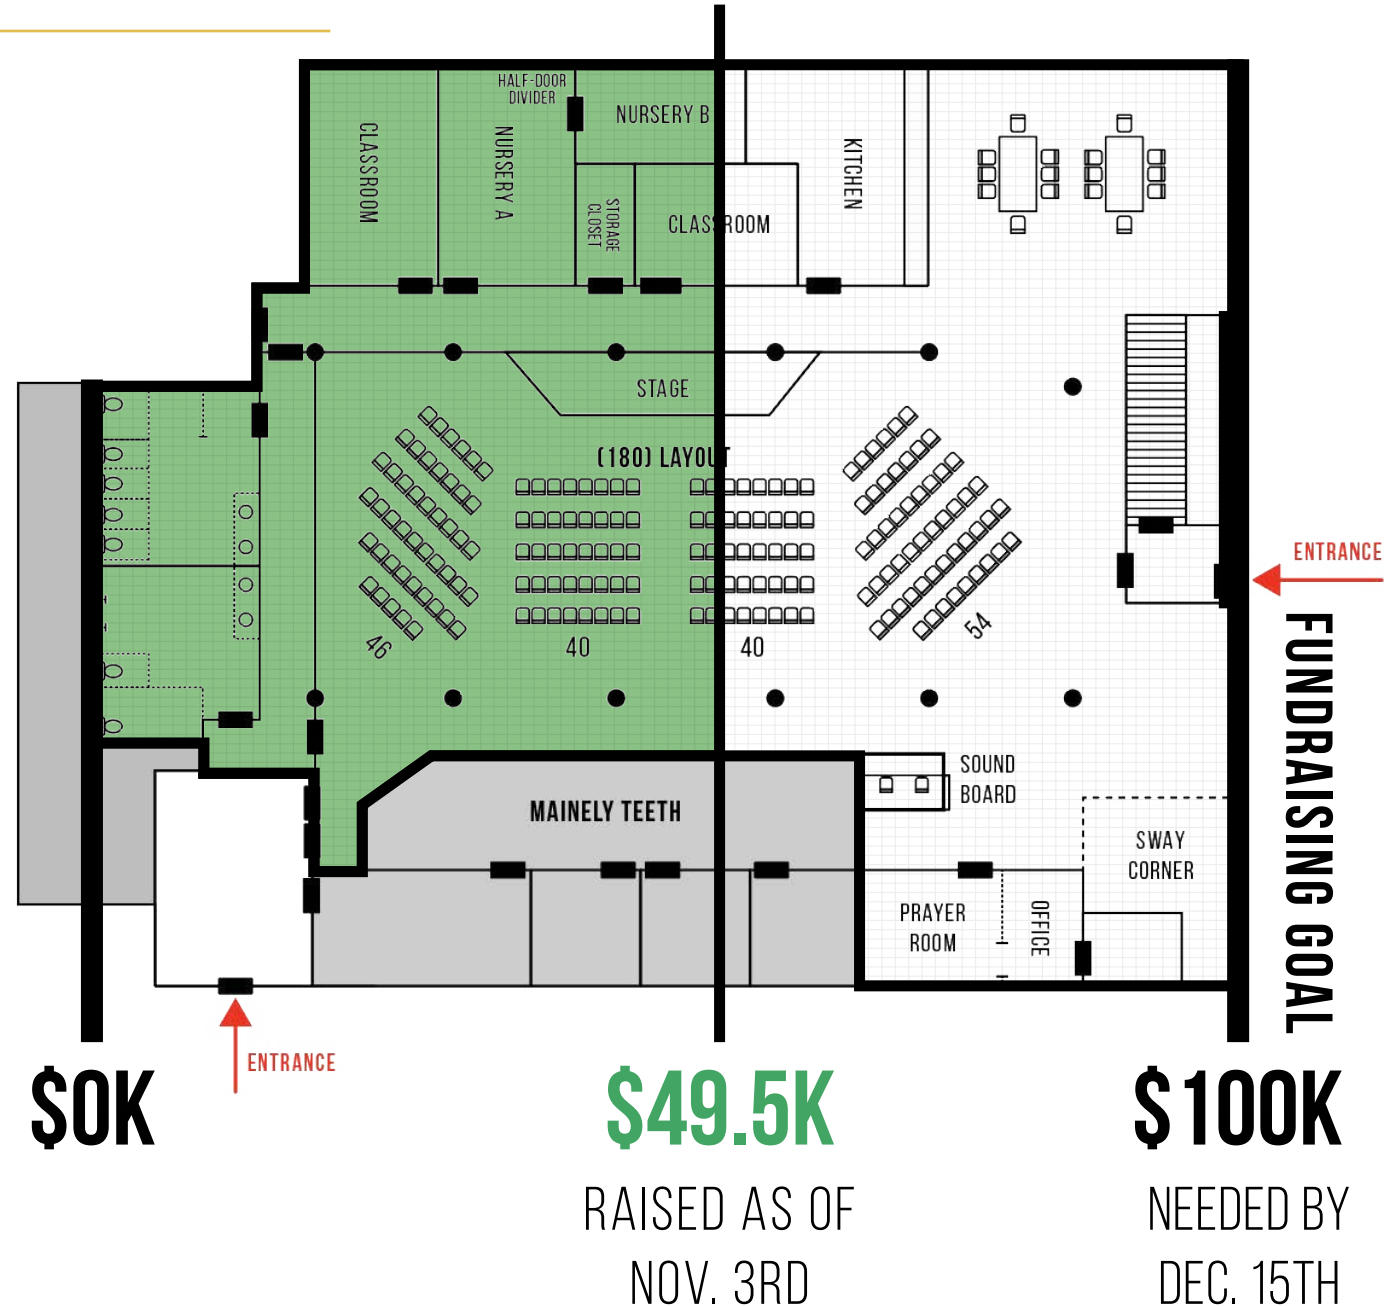 HALF-DOOR
DIVIDER
CLASSROOM
NURSERY A
NURSERY B
STORAGE
CLOSET
CLASSROOM
KITCHEN
STAGE
(180) LAYOUT
46
40
40
54
ENTRANCE
FUNDRAISING GOAL
MAINELY TEETH
SOUND
BOARD
SWAY
CORNER
PRAYER
ROOM
OFFICE
ENTRANCE
$0K
$49.5K
$100K
RAISED AS OF
NOV. 3RD
NEEDED BY
DEC. 15TH